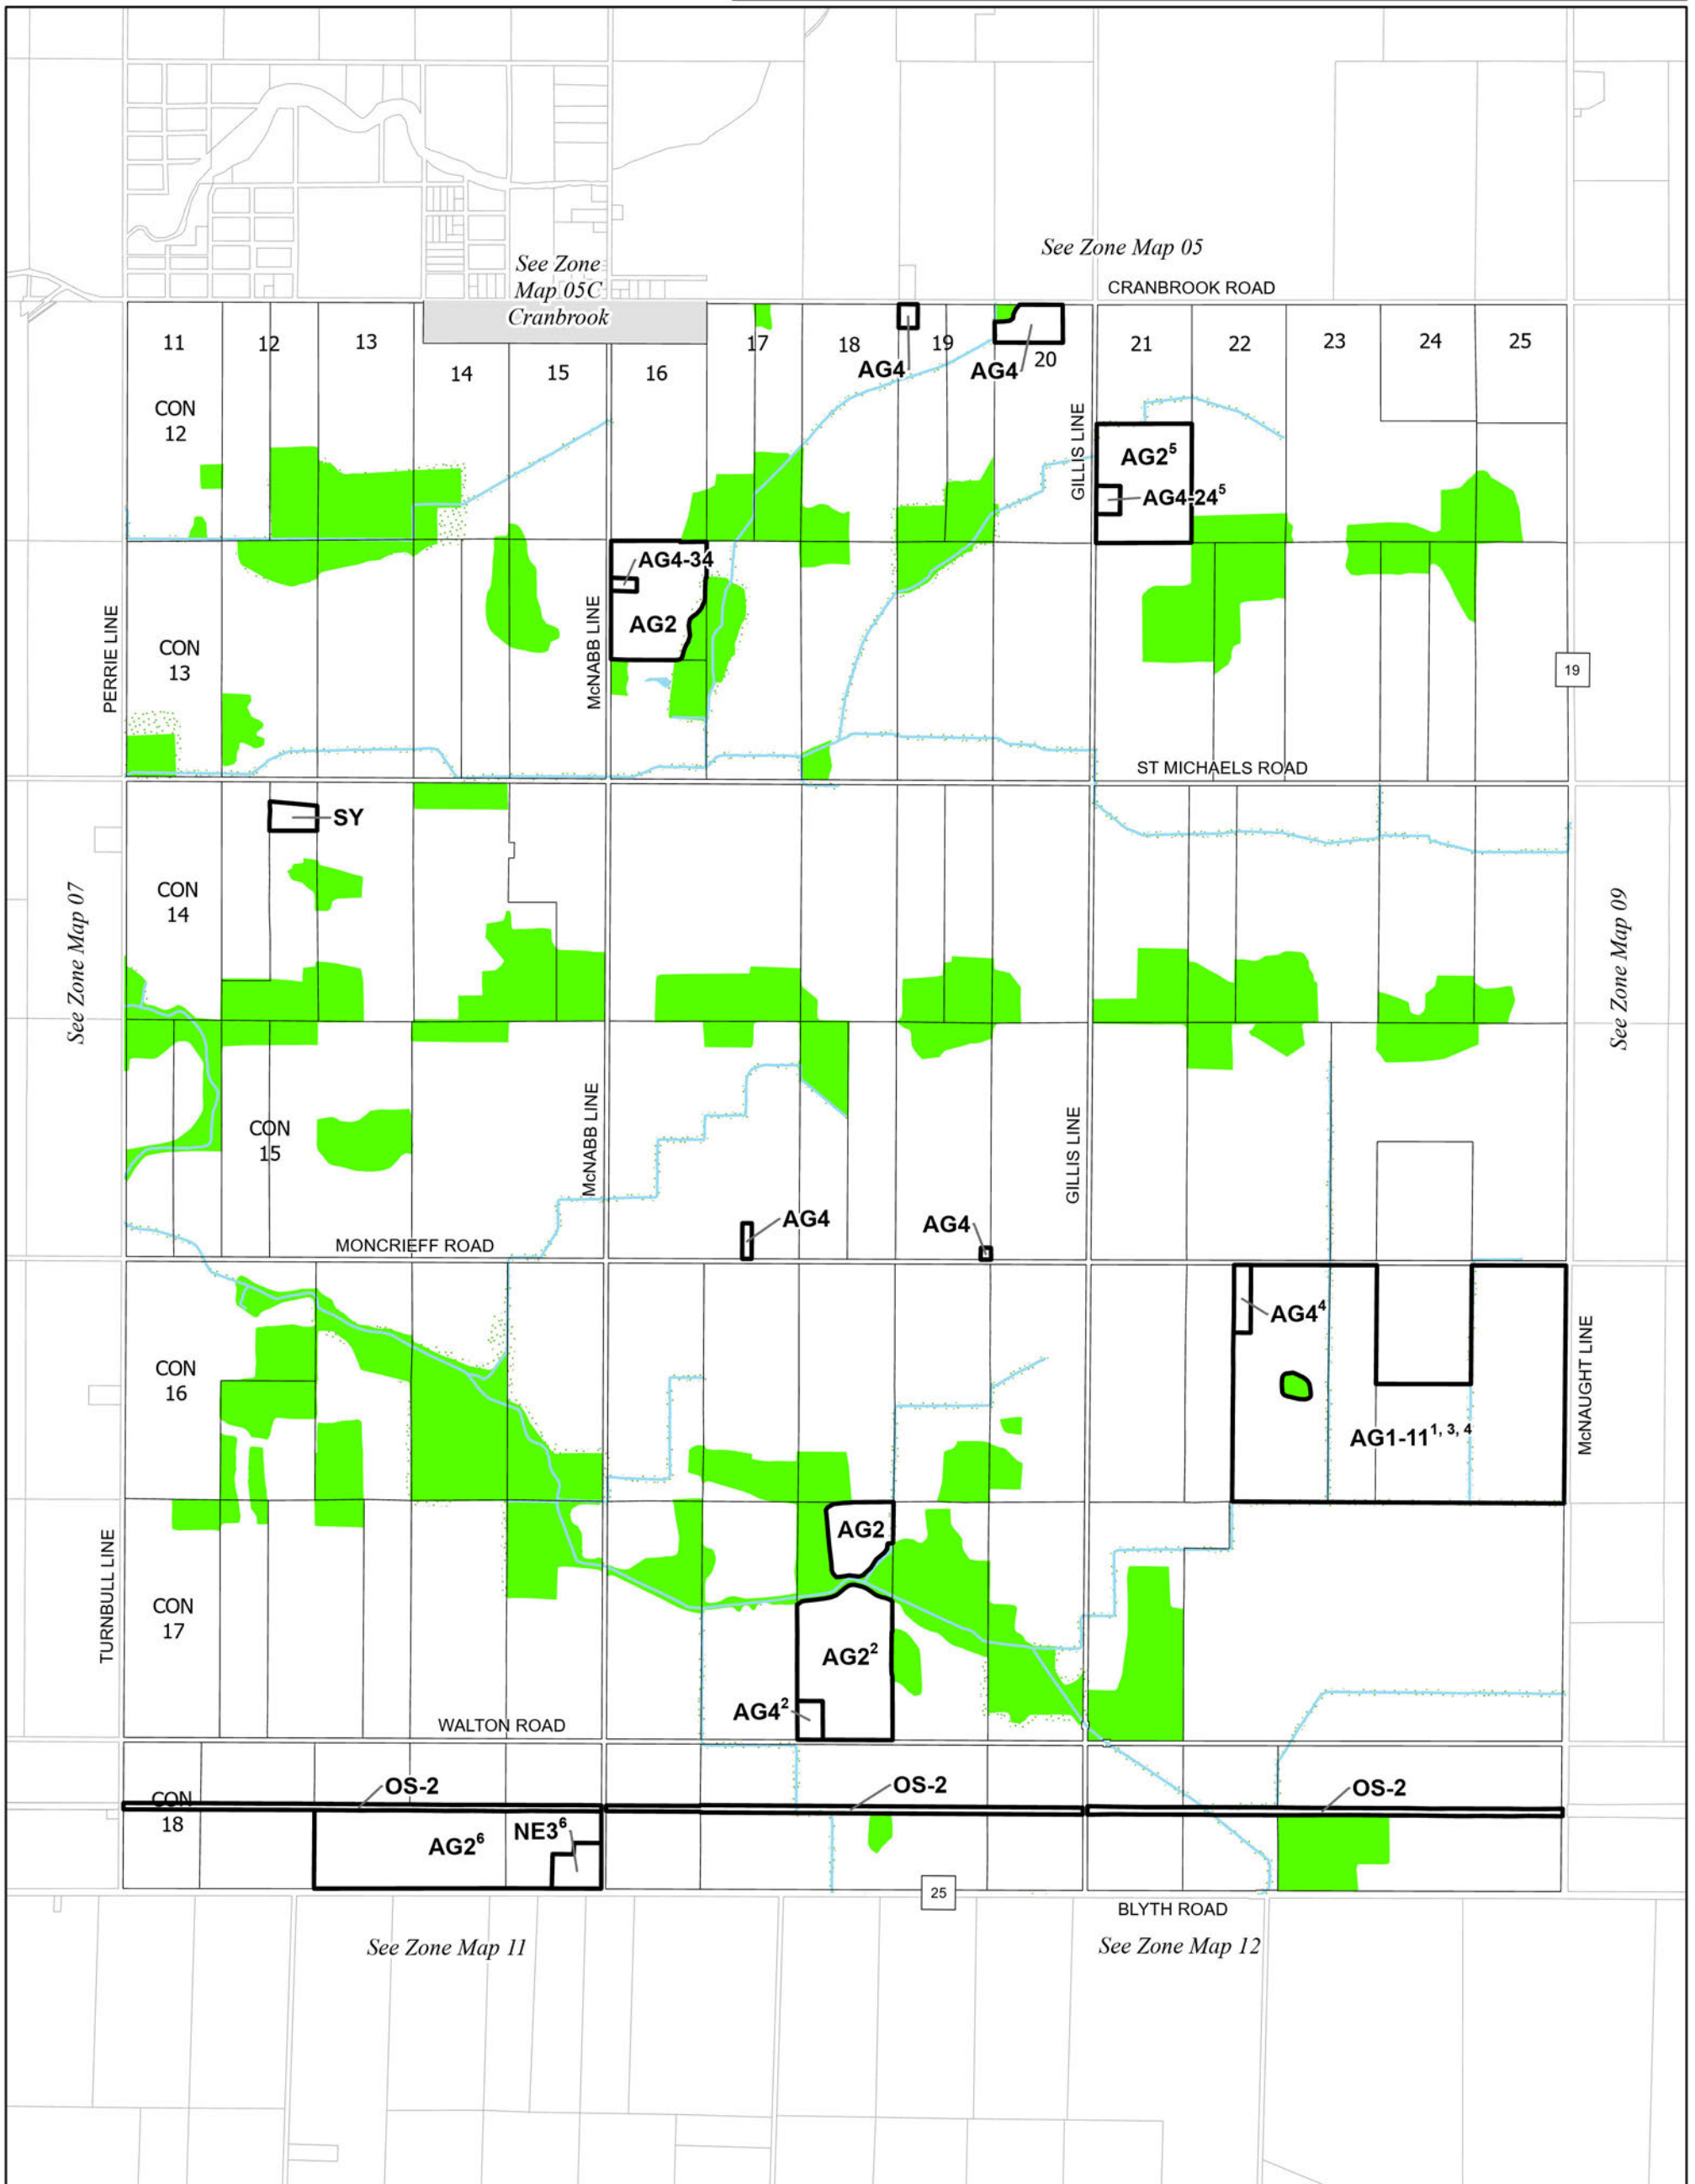 See Zone Map 05
See Zone
Map 05C
Cranbrook
CRANBROOK ROAD
11
12
13
14
15
16
17
18
19
20
21
22
23
24
25
AG4
AG4
CON
12
GILLIS LINE
AG2⁵
AG4-24⁵
AG4-34
AG2
PERRIE LINE
CON
13
McNABB LINE
19
ST MICHAELS ROAD
SY
See Zone Map 07
CON
14
See Zone Map 09
CON
15
McNABB LINE
GILLIS LINE
AG4
AG4
MONCRIEFF ROAD
AG4⁴
CON
16
AG1-11¹, ³, ⁴
McNAUGHT LINE
AG2
TURNBULL LINE
CON
17
AG2²
AG4²
WALTON ROAD
OS-2
OS-2
OS-2
CON
18
AG2⁶
NE3⁶
25
BLYTH ROAD
See Zone Map 11
See Zone Map 12